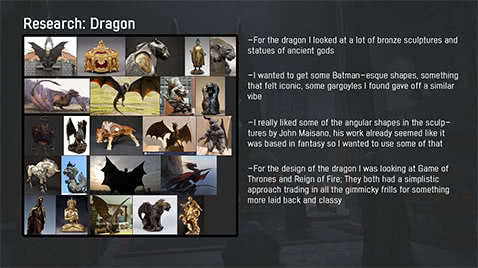 Research: Dragon
-For the dragon I looked at a lot of bronze sculptures and
statues of ancient gods
-I wanted to get some Batman-esque shapes, something
that felt iconic, some gargoyles I found gave off a similar
vibe
-I really liked some of the angular shapes in the sculp-
tures by John Maisano, his work already seemed like it
was based in fantasy so I wanted to use some of that
-For the design of the dragon I was looking at Game of
Thrones and Reign of Fire; They both had a simplistic
approach trading in all the gimmicky frills for something
more laid back and classy